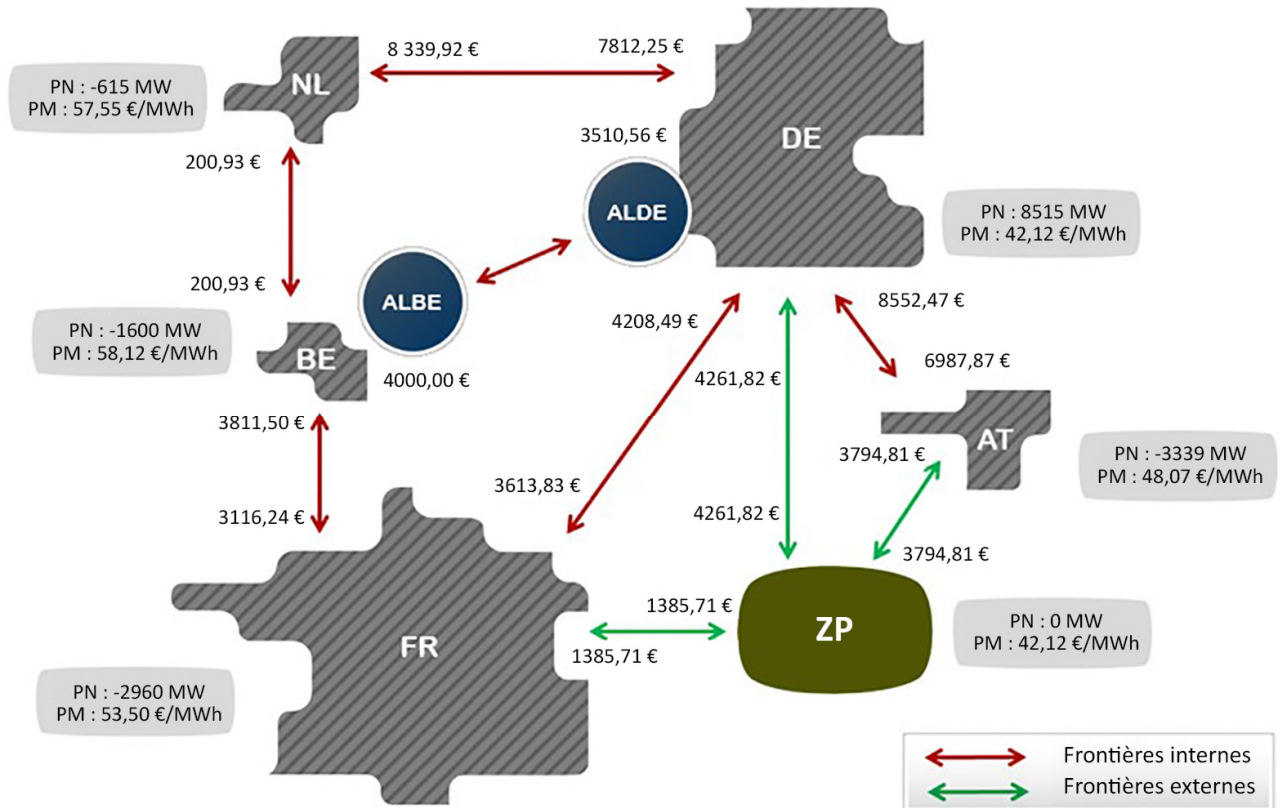 8 339,92 €
7812,25 €
NL
PN : -615 MW
PM : 57,55 €/MWh
DE
3510,56 €
200,93 €
ALDE
PN : 8515 MW
PM : 42,12 €/MWh
ALBE
200,93 €
8552,47 €
PN : -1600 MW
PM : 58,12 €/MWh
BE
4208,49 €
6987,87 €
4000,00 €
4261,82 €
3811,50 €
AT
3794,81 €
PN : -3339 MW
PM : 48,07 €/MWh
3613,83 €
3116,24 €
4261,82 €
3794,81 €
1385,71 €
ZP
PN : 0 MW
PM : 42,12 €/MWh
FR
1385,71 €
PN : -2960 MW
PM : 53,50 €/MWh
Frontières internes
Frontières externes